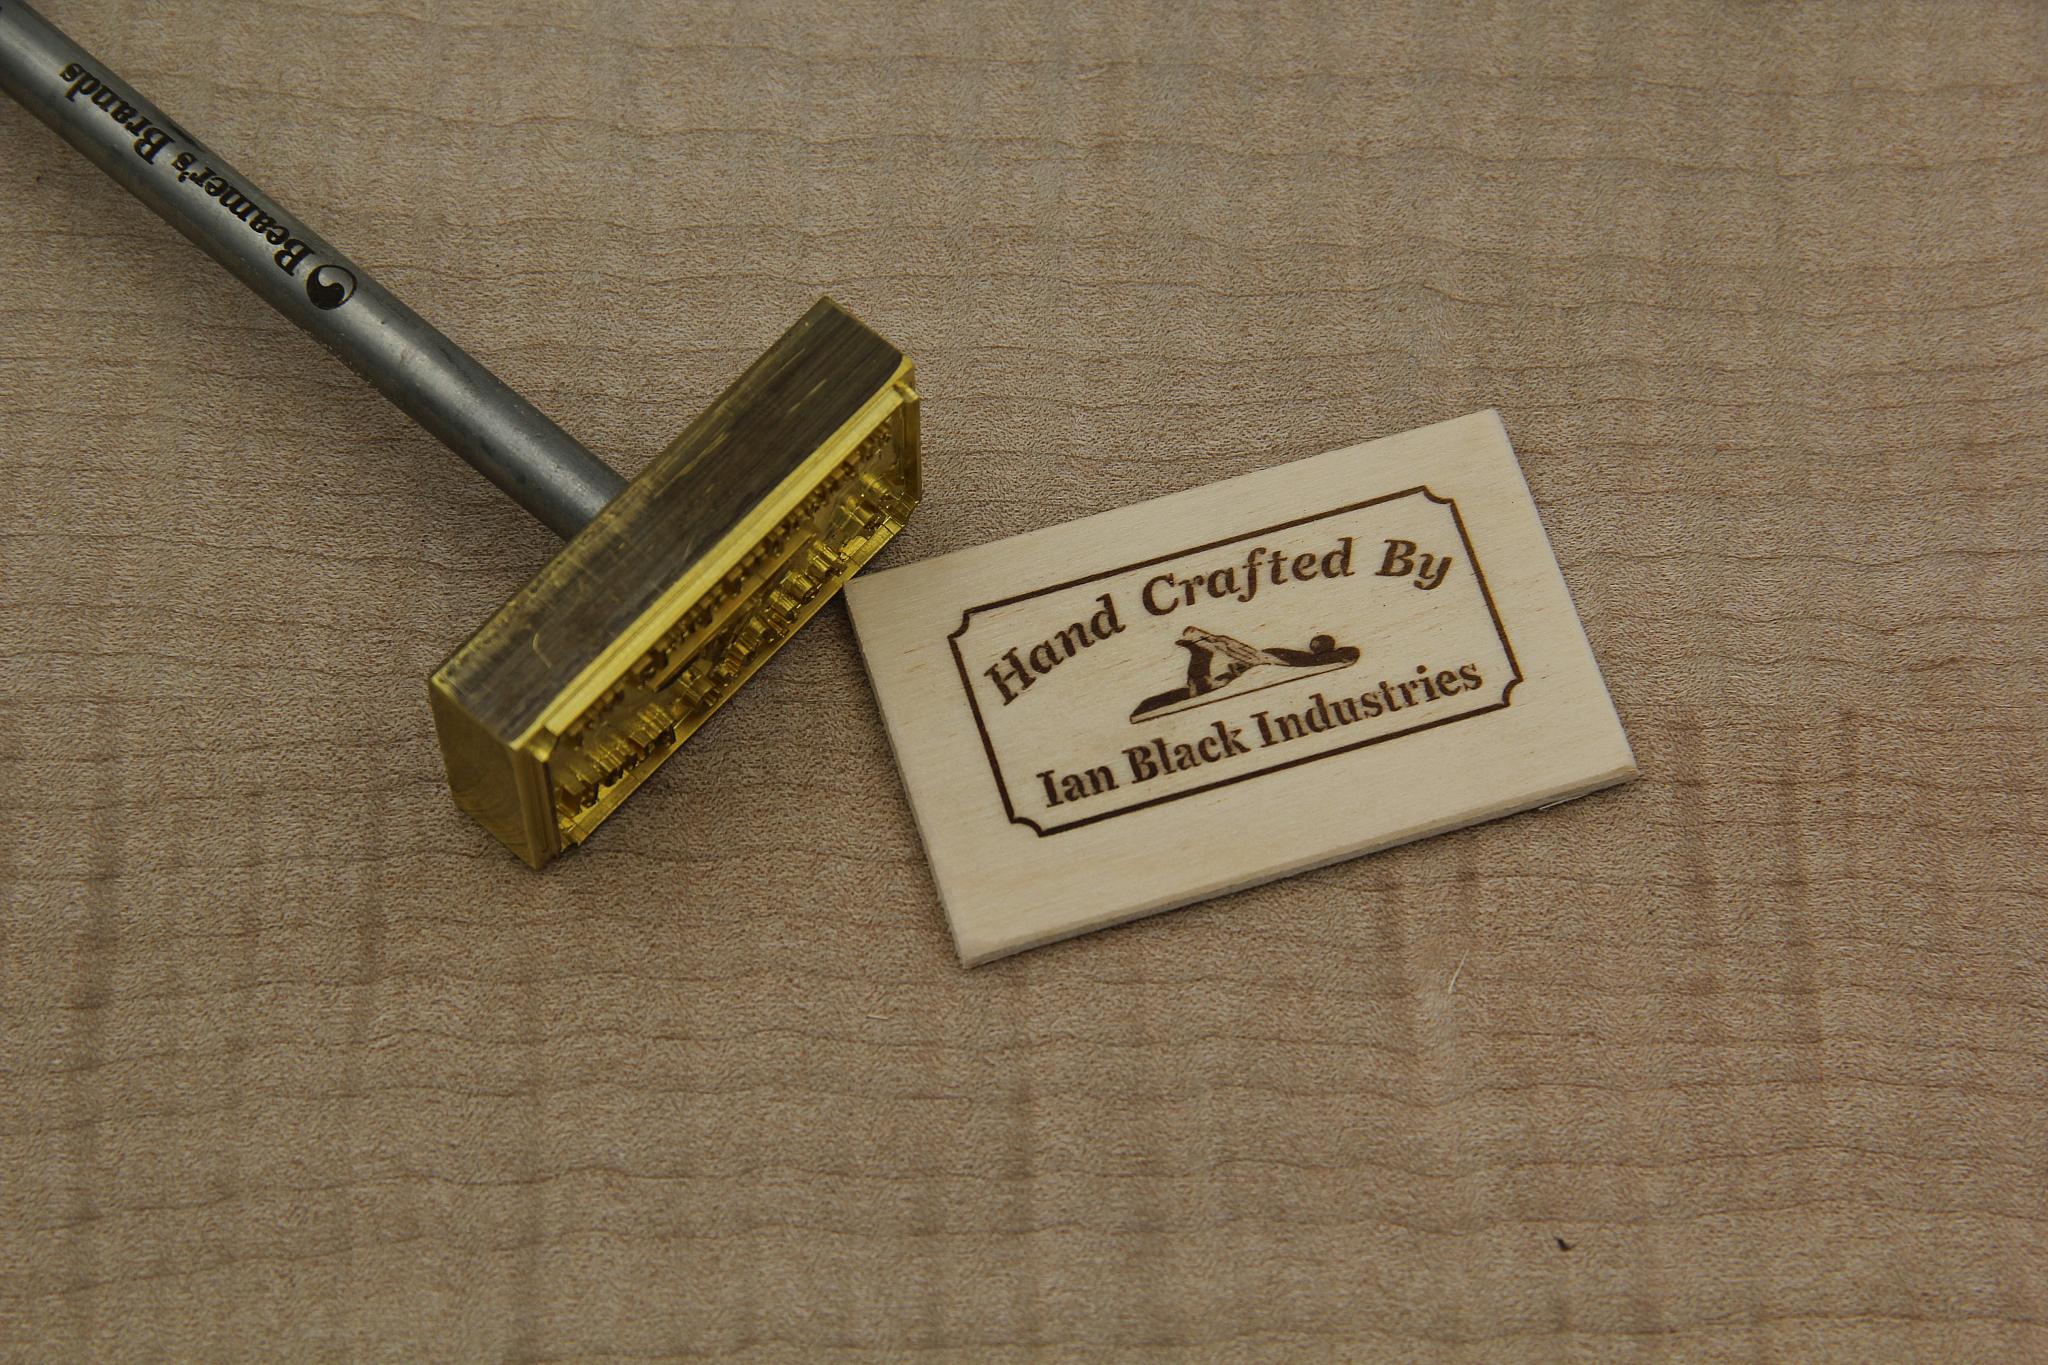 Beamer's Brands
Hand Crafted By
Ian Black Industries